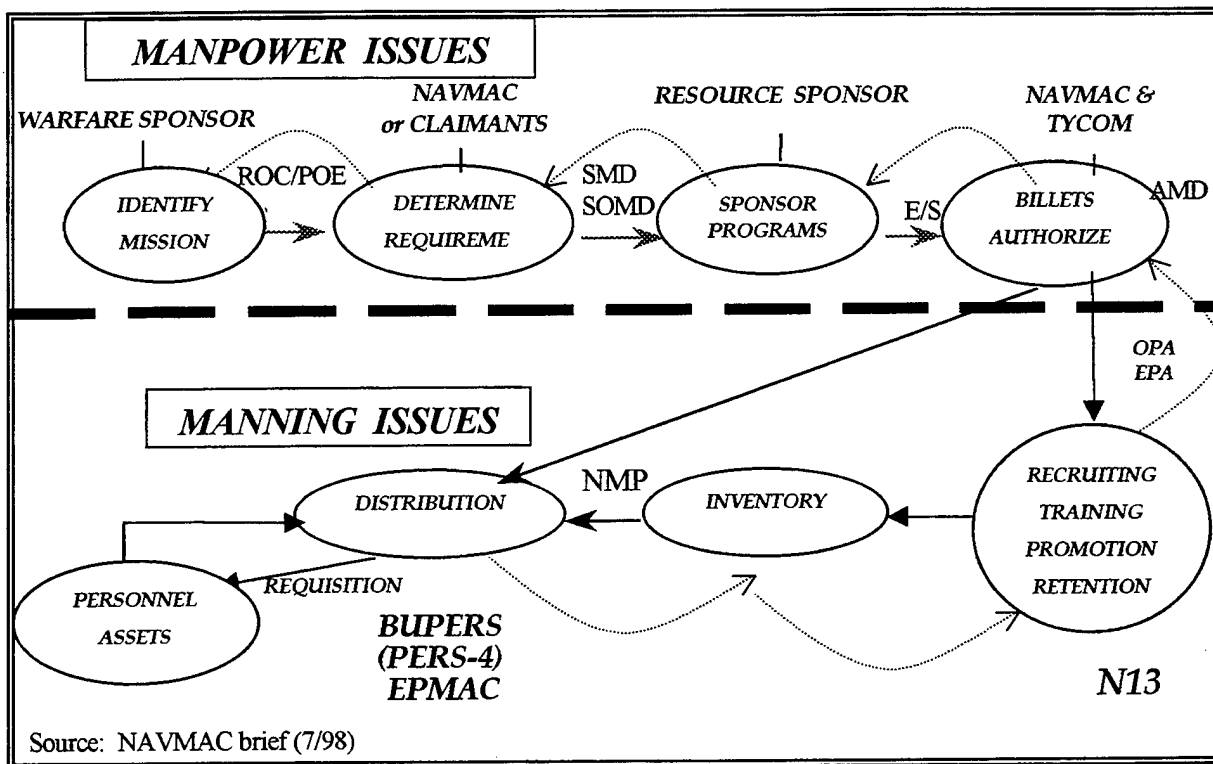 MANPOWER ISSUES
WARFARE SPONSOR
NAVMAC
or CLAIMANTS
RESOURCE SPONSOR
NAVMAC &
TYCOM
IDENTIFY
MISSION
ROC/POE
DETERMINE
REQUIREME
SMD
SOMD
SPONSOR
PROGRAMS
E/S
BILLETS
AUTHORIZE
AMD
OPA
EPA
MANNING ISSUES
DISTRIBUTION
NMP
INVENTORY
RECRUITING
TRAINING
PROMOTION
RETENTION
PERSONNEL
ASSETS
REQUISITION
BUPERS
(PERS-4)
EPMAC
N13
Source: NAVMAC brief (7/98)